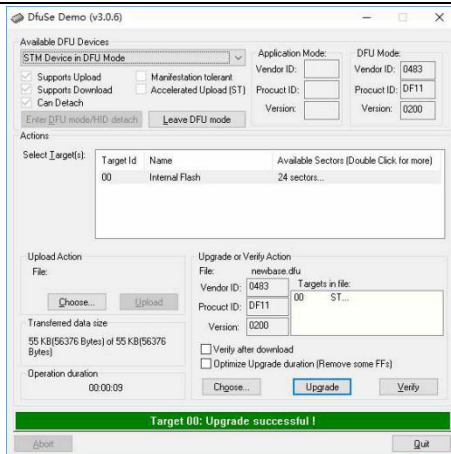 DfuSe Demo (v3.0.6)
Available DFU Devices
STM Device in DFU Mode
Supports Upload
Manifestation tolerant
Supports Download
Accelerated Upload (ST)
Can Detach
Enter DFU mode/HID detach
Leave DFU mode
Application Mode:
Vendor ID:
Procuct ID:
Version:
DFU Mode:
Vendor ID: 0483
Procuct ID: DF11
Version: 0200
Actions
Select Target(s):
Target Id Name Available Sectors (Double Click for more)
00 Internal Flash 24 sectors...
Upload Action
File:
Choose... Upload
Transferred data size
55 KB(56376 Bytes) of 55 KB(56376
Bytes)
Operation duration
00:00:09
Upgrade or Verify Action
File: newbase.dfu
Vendor ID: 0483
Procuct ID: DF11
Version: 0200
Targets in file:
00 ST...
Verify after download
Optimize Upgrade duration (Remove some FFs)
Choose... Upgrade Verify
Target 00: Upgrade successful !
Abort Quit